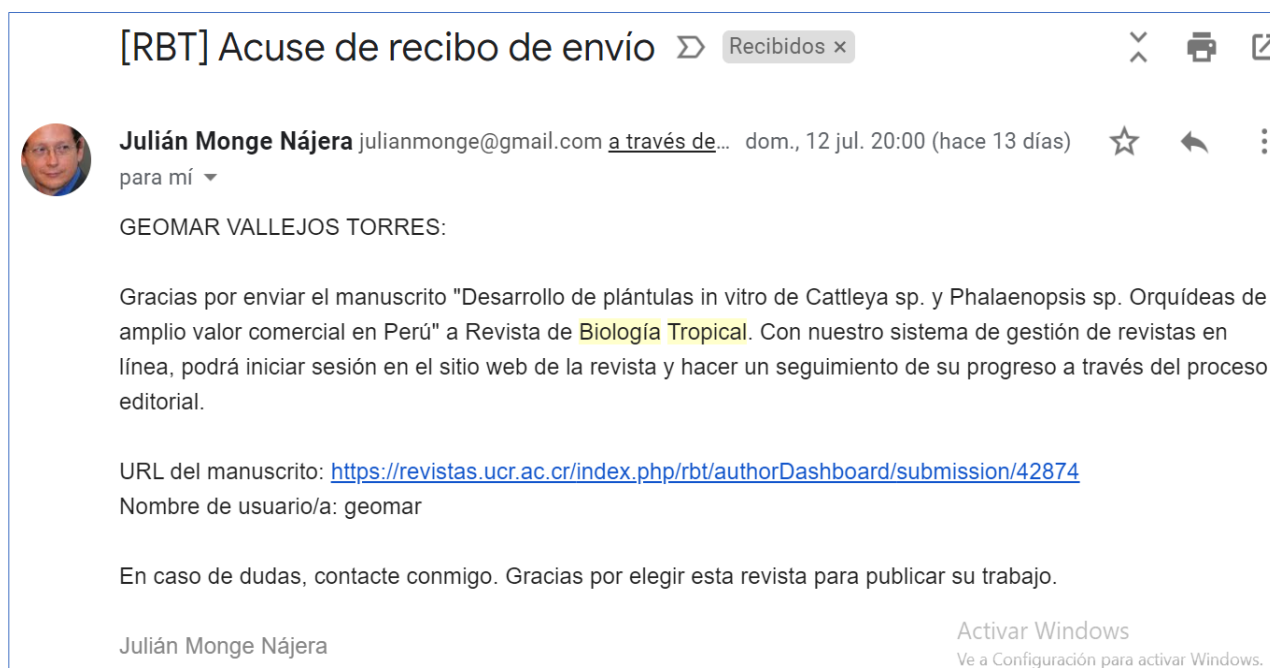 [RBT] Acuse de recibo de envío Recibidos ×
Julián Monge Nájera julianmonge@gmail.com a través de... dom., 12 jul. 20:00 (hace 13 días)
para mí
GEOMAR VALLEJOS TORRES:
Gracias por enviar el manuscrito "Desarrollo de plántulas in vitro de Cattleya sp. y Phalaenopsis sp. Orquídeas de
amplio valor comercial en Perú" a Revista de Biología Tropical. Con nuestro sistema de gestión de revistas en
línea, podrá iniciar sesión en el sitio web de la revista y hacer un seguimiento de su progreso a través del proceso
editorial.
URL del manuscrito: https://revistas.ucr.ac.cr/index.php/rbt/authorDashboard/submission/42874
Nombre de usuario/a: geomar
En caso de dudas, contacte conmigo. Gracias por elegir esta revista para publicar su trabajo.
Julián Monge Nájera
Activar Windows
Ve a Configuración para activar Windows.